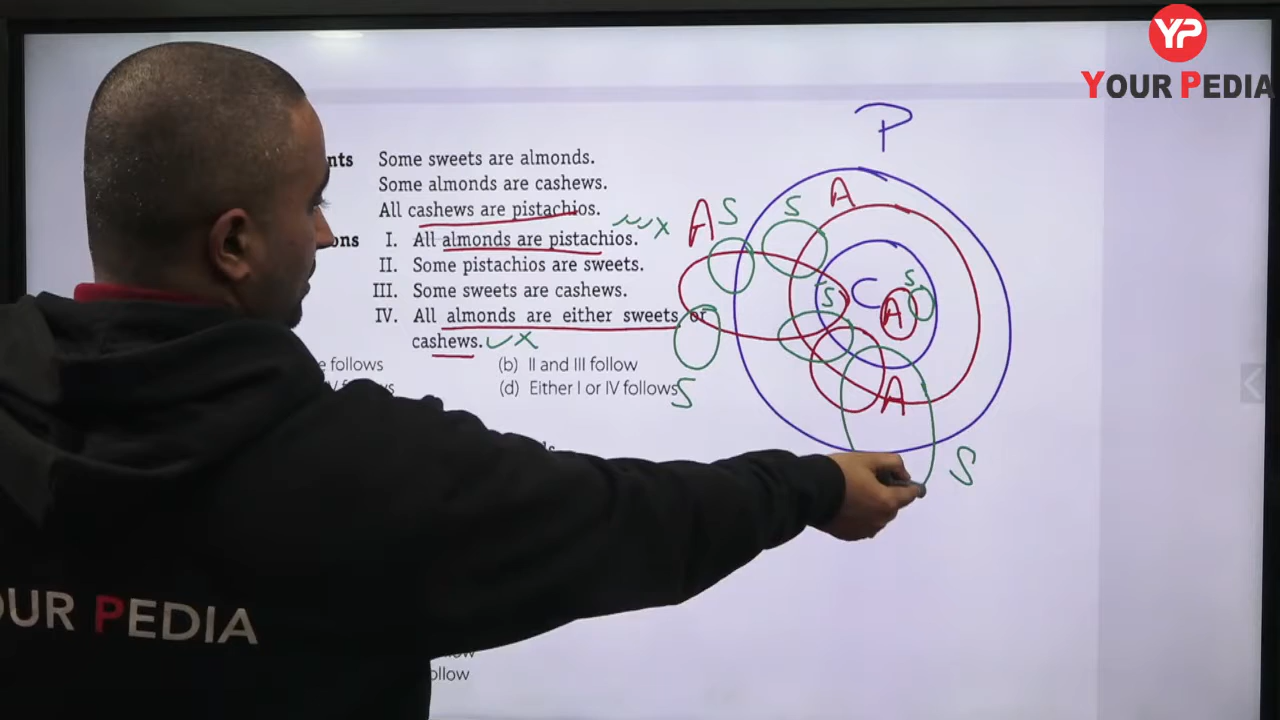 YP
YOUR PEDIA
P
nts Some sweets are almonds.
Some almonds are cashews.
All cashews are pistachios.
ons I. All almonds are pistachios.
II. Some pistachios are sweets.
III. Some sweets are cashews.
IV. All almonds are either sweets or
cashews.
e follows (b) II and III follow
(d) Either I or IV follows
A S S A
C S
S A
S A
S
ollow
OUR PEDIA